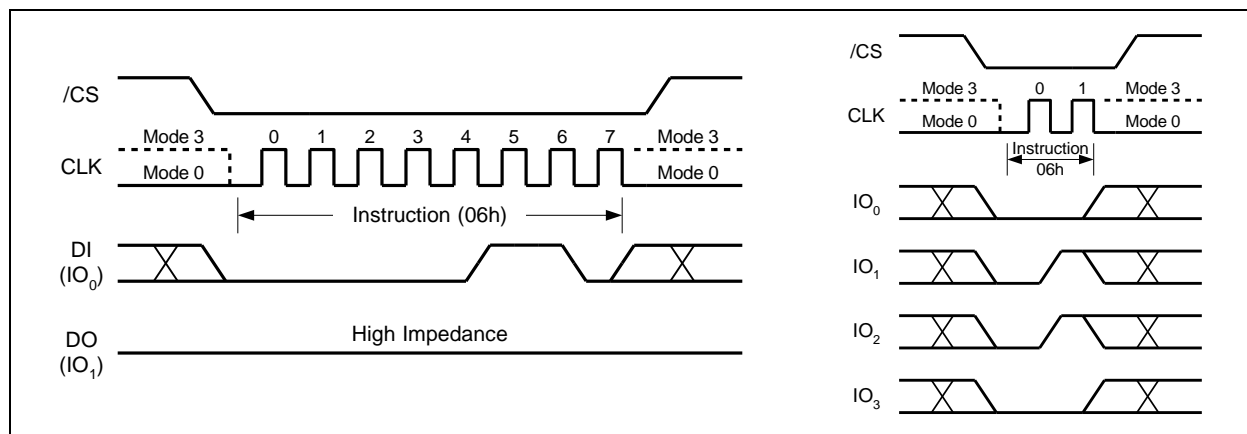 /CS
Mode 3 0 1 2 3 4 5 6 7 Mode 3
CLK
Mode 0 Mode 0
Instruction (06h)
DI
(IO0)
High Impedance
DO
(IO1)
/CS
Mode 3 0 1 Mode 3
CLK
Mode 0 Mode 0
Instruction
06h
IO0
IO1
IO2
IO3